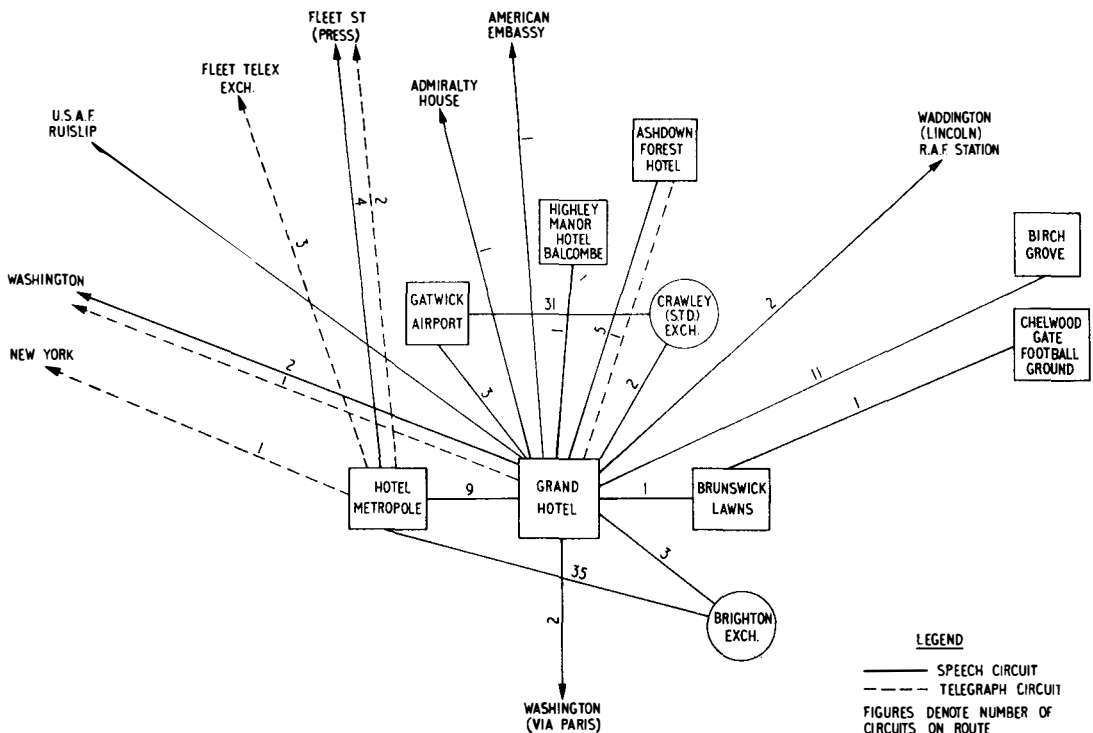 FLEET ST
(PRESS)
AMERICAN
EMBASSY
FLEET TELEX
EXCH.
ADMIRALTY
HOUSE
U.S.A.F.
RUISLIP
ASHDOWN
FOREST
HOTEL
WADDINGTON
(LINCOLN)
R.A.F. STATION
HIGHLEY
MANOR
HOTEL
BALCOMBE
BIRCH
GROVE
WASHINGTON
GATWICK
AIRPORT
CRAWLEY
(S.T.D.)
EXCH.
CHELWOOD
GATE
FOOTBALL
GROUND
NEW YORK
3
4
2
1
1
31
1
5
1
2
2
11
1
2
1
3
1
HOTEL
METROPOLE
9
GRAND
HOTEL
1
BRUNSWICK
LAWNS
35
3
2
BRIGHTON
EXCH.
WASHINGTON
(VIA PARIS)
LEGEND
SPEECH CIRCUIT
TELEGRAPH CIRCUIT
FIGURES DENOTE NUMBER OF
CIRCUITS ON ROUTE